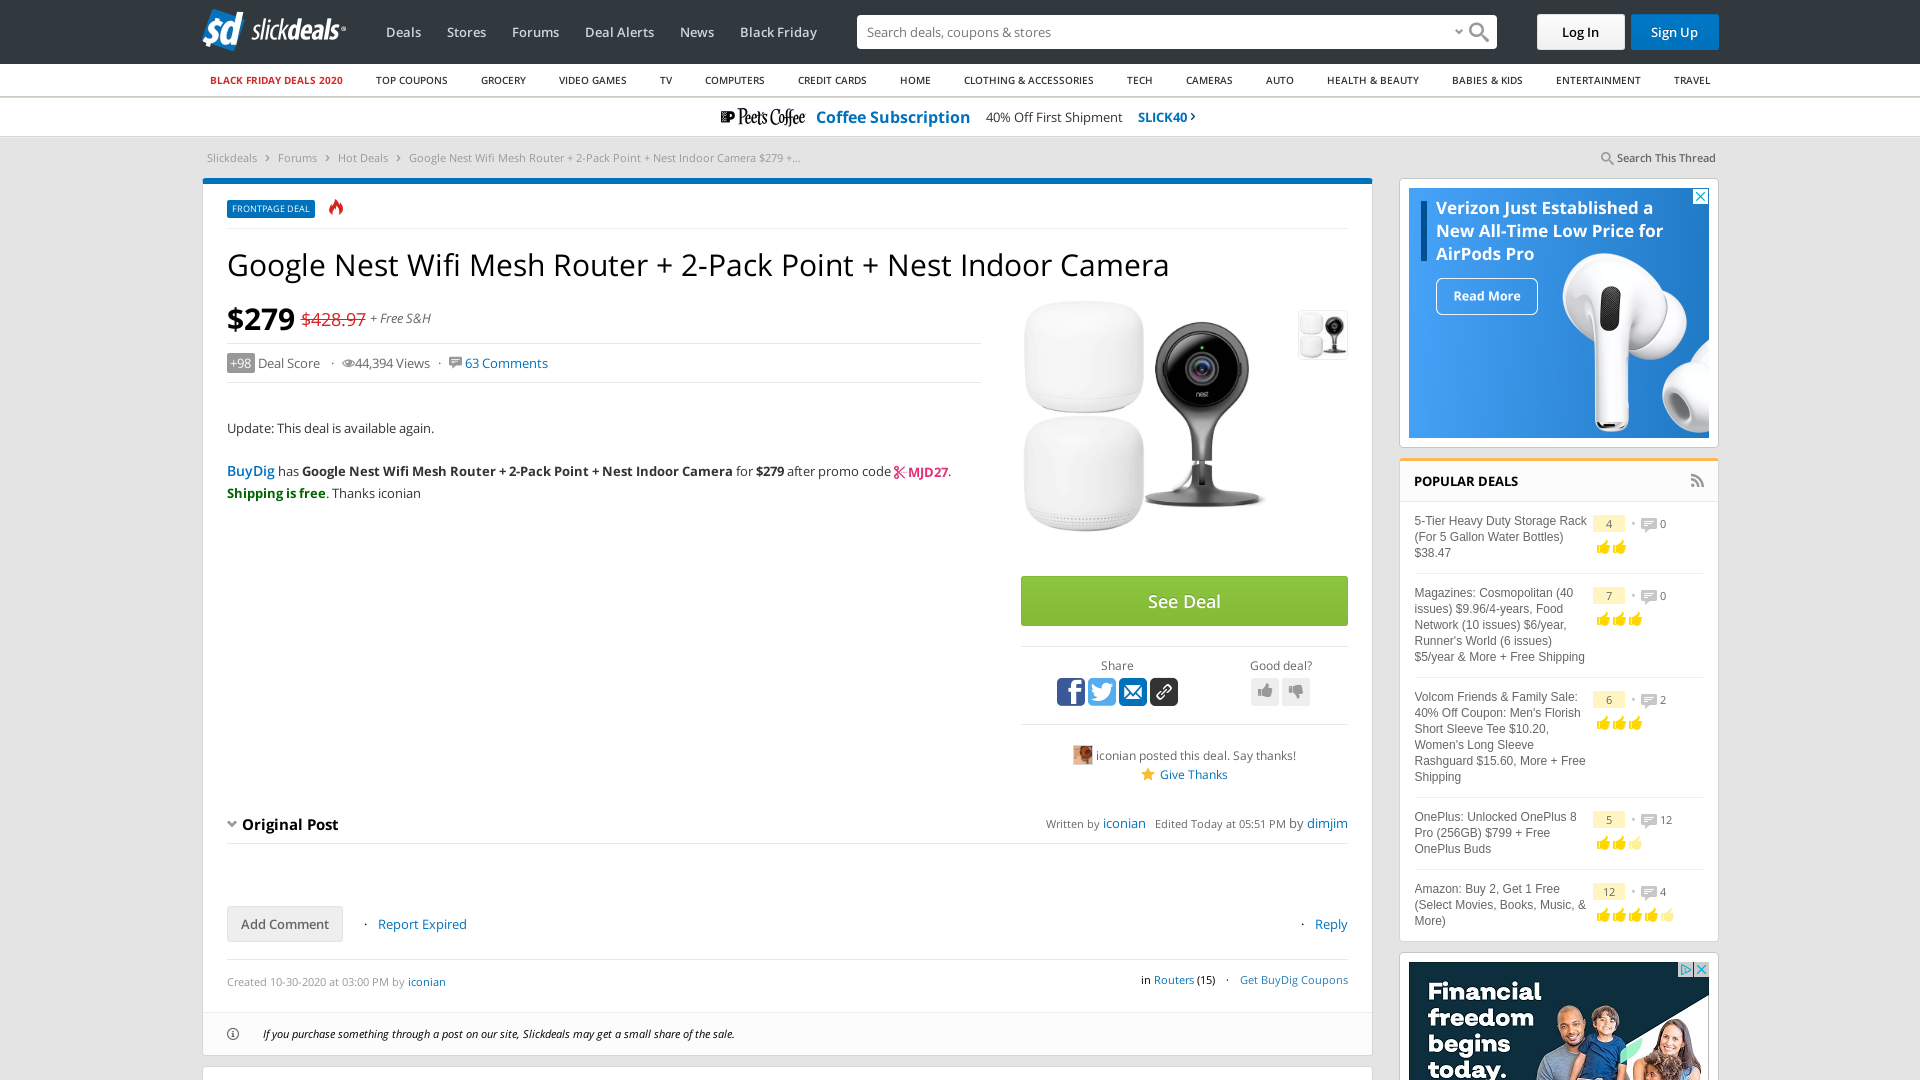 slickdeals
Deals Stores Forums Deal Alerts News Black Friday
Search deals, coupons & stores
Log In
Sign Up
BLACK FRIDAY DEALS 2020 TOP COUPONS GROCERY VIDEO GAMES TV COMPUTERS CREDIT CARDS HOME CLOTHING & ACCESSORIES TECH CAMERAS AUTO HEALTH & BEAUTY BABIES & KIDS ENTERTAINMENT TRAVEL
Peet's Coffee Coffee Subscription 40% Off First Shipment SLICK40
Slickdeals Forums Hot Deals Google Nest Wifi Mesh Router + 2-Pack Point + Nest Indoor Camera $279 +...
Search This Thread
FRONTPAGE DEAL
Google Nest Wifi Mesh Router + 2-Pack Point + Nest Indoor Camera
$279 $428.97 + Free S&H
+98 Deal Score · 44,394 Views · 63 Comments
Update: This deal is available again.
BuyDig has Google Nest Wifi Mesh Router + 2-Pack Point + Nest Indoor Camera for $279 after promo code MJD27.
Shipping is free. Thanks iconian
nest
See Deal
Share
Good deal?
iconian posted this deal. Say thanks!
Give Thanks
Original Post
Written by iconian Edited Today at 05:51 PM by dimjim
Add Comment · Report Expired
· Reply
Created 10-30-2020 at 03:00 PM by iconian
in Routers (15) · Get BuyDig Coupons
If you purchase something through a post on our site, Slickdeals may get a small share of the sale.
Verizon Just Established a
New All-Time Low Price for
AirPods Pro
Read More
POPULAR DEALS
5-Tier Heavy Duty Storage Rack
(For 5 Gallon Water Bottles)
$38.47
4 • 0
Magazines: Cosmopolitan (40
issues) $9.96/4-years, Food
Network (10 issues) $6/year,
Runner's World (6 issues)
$5/year & More + Free Shipping
7 • 0
Volcom Friends & Family Sale:
40% Off Coupon: Men's Florish
Short Sleeve Tee $10.20,
Women's Long Sleeve
Rashguard $15.60, More + Free
Shipping
6 • 2
OnePlus: Unlocked OnePlus 8
Pro (256GB) $799 + Free
OnePlus Buds
5 • 12
Amazon: Buy 2, Get 1 Free
(Select Movies, Books, Music, &
More)
12 • 4
Financial
freedom
begins
today.